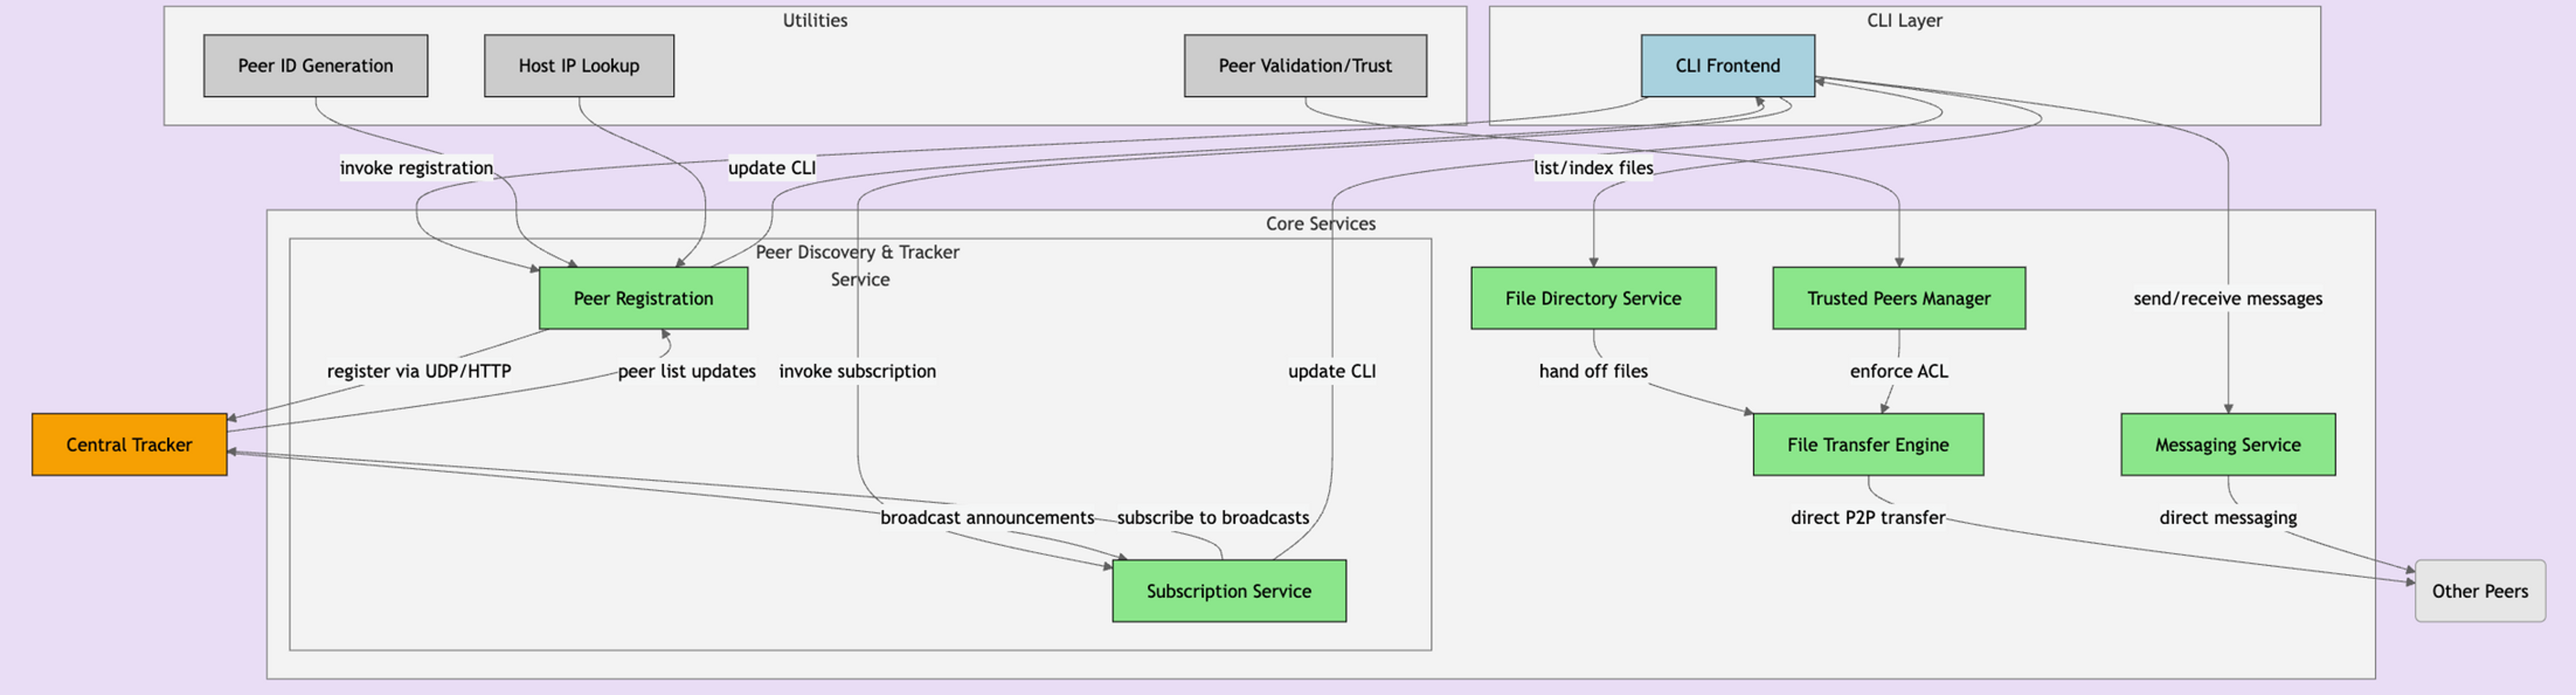 Utilities
CLI Layer
Peer ID Generation
Host IP Lookup
Peer Validation/Trust
CLI Frontend
invoke registration
update CLI
list/index files
Core Services
Peer Discovery & Tracker
Service
Peer Registration
File Directory Service
Trusted Peers Manager
send/receive messages
register via UDP/HTTP
peer list updates
invoke subscription
update CLI
hand off files
enforce ACL
Central Tracker
File Transfer Engine
Messaging Service
broadcast announcements
subscribe to broadcasts
direct P2P transfer
direct messaging
Subscription Service
Other Peers